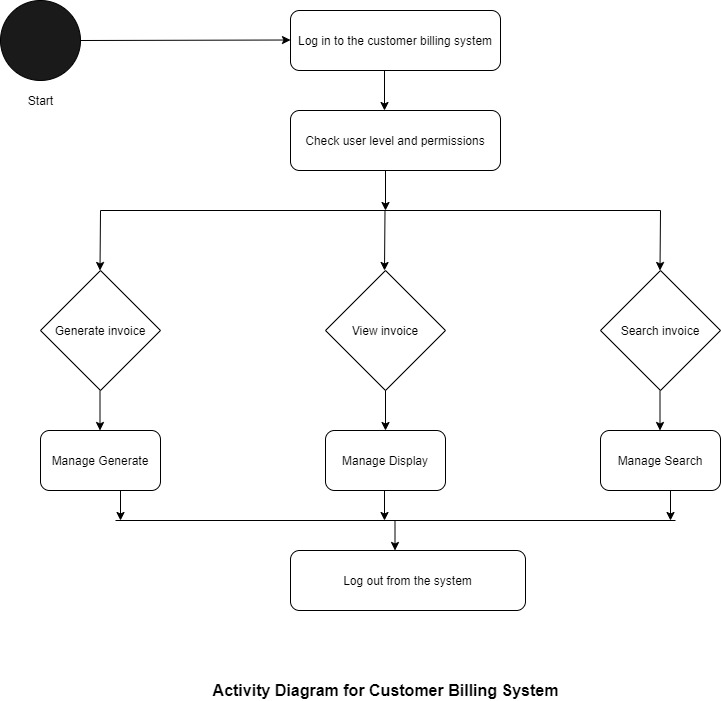 Log in to the customer billing system
Start
Check user level and permissions
Generate invoice
View invoice
Search invoice
Manage Generate
Manage Display
Manage Search
Log out from the system
Activity Diagram for Customer Billing System